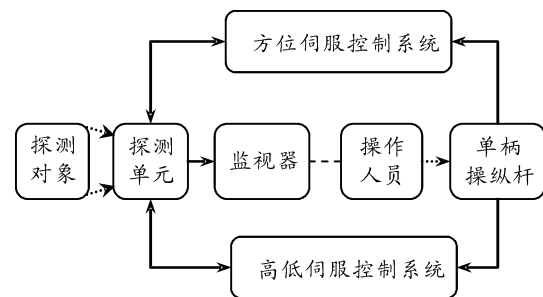 方位伺服控制系统
探测
对象
探测
单元
监视器
操作
人员
单柄
操纵杆
高低伺服控制系统